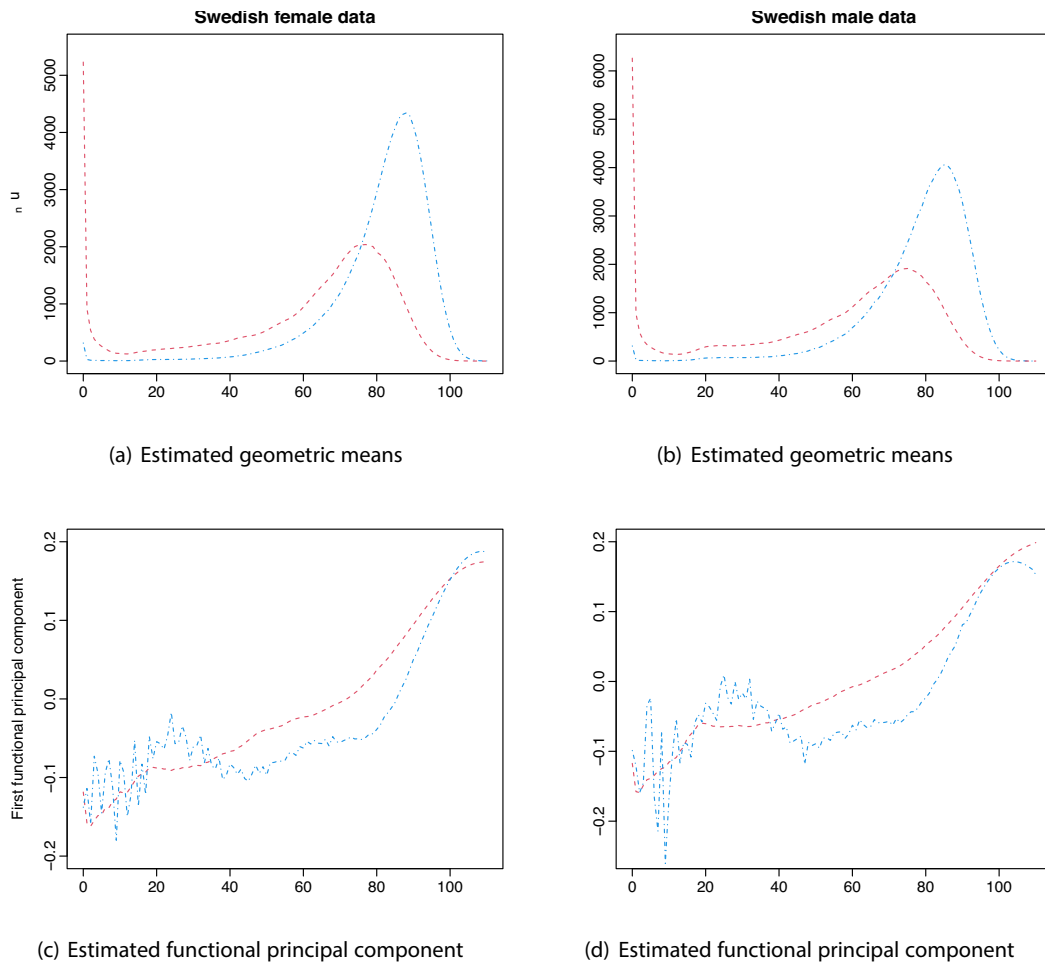 Swedish female data
Swedish male data
0 1000 2000 3000 4000 5000
0 20 40 60 80 100
0 1000 2000 3000 4000 5000 6000
0 20 40 60 80 100
(a) Estimated geometric means
(b) Estimated geometric means
First functional principal component
−0.2 −0.1 0.0 0.1 0.2
0 20 40 60 80 100
−0.2 −0.1 0.0 0.1 0.2
0 20 40 60 80 100
(c) Estimated functional principal component
(d) Estimated functional principal component